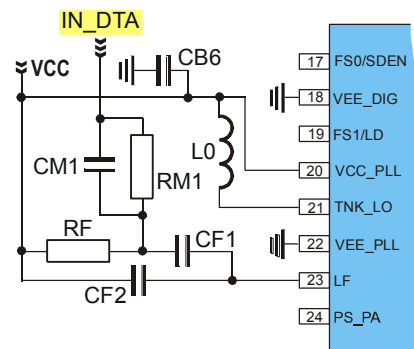 IN_DTA
VCC
CB6
17 FS0/SDEN
18 VEE_DIG
19 FS1/LD
CM1
RM1
L0
20 VCC_PLL
21 TNK_LO
RF
CF1
22 VEE_PLL
CF2
23 LF
24 PS_PA